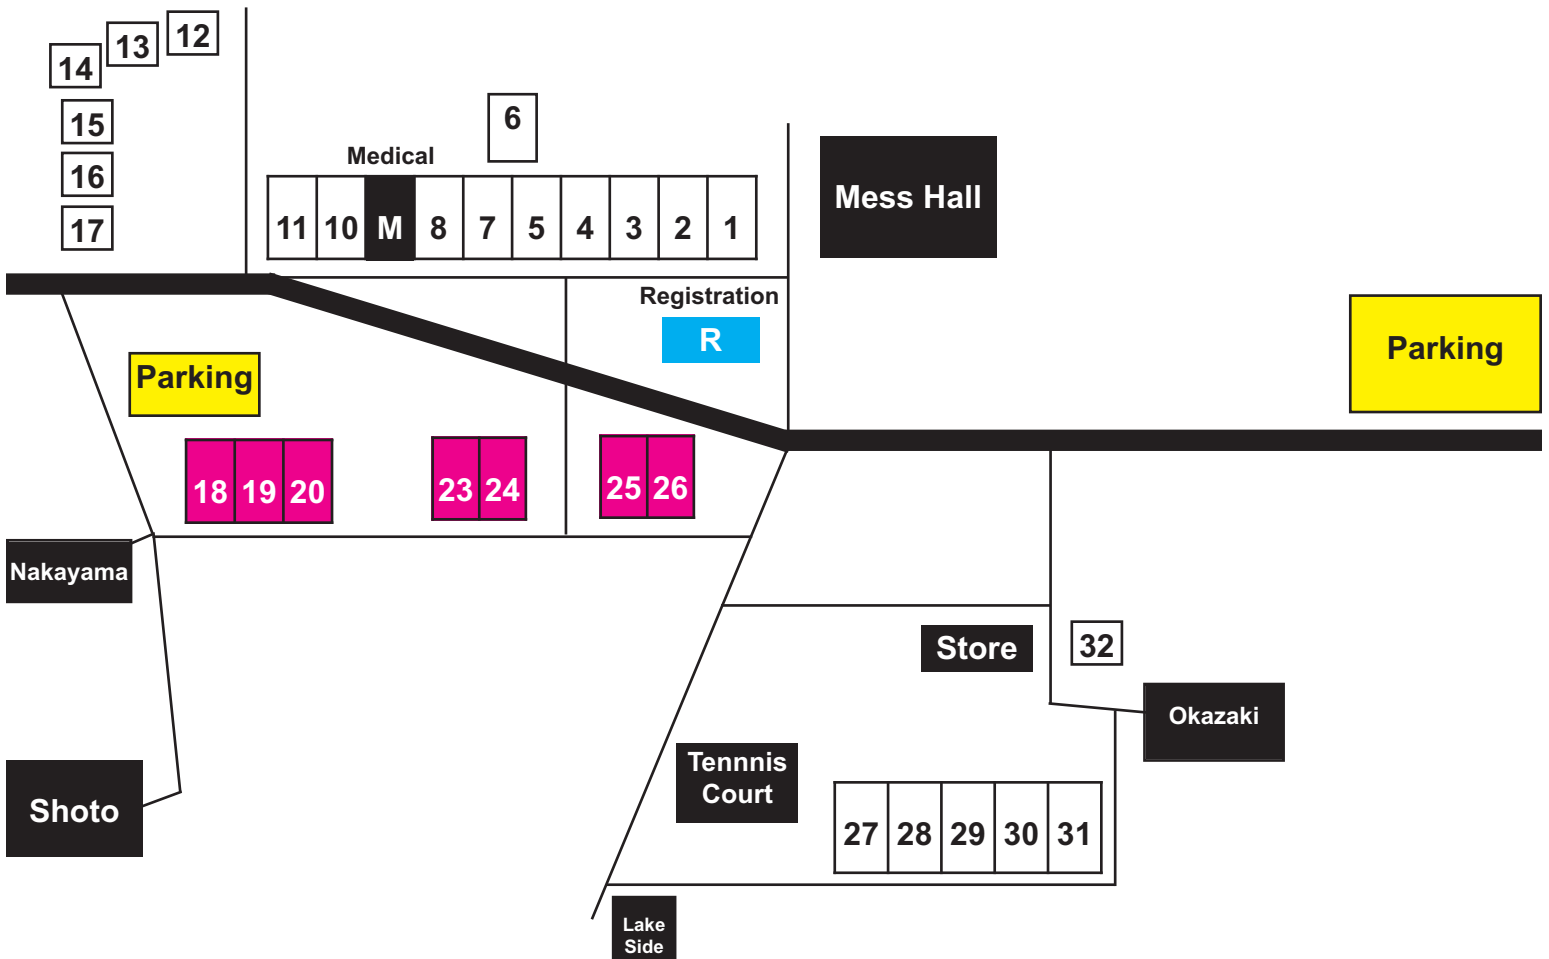 12
13
14
15
16
17
6
Medical
11 10 M 8 7 5 4 3 2 1
Mess Hall
Registration
R
Parking
Parking
18 19 20
23 24
25 26
Nakayama
Store
32
Okazaki
Shoto
Tennnis
Court
27 28 29 30 31
Lake
Side